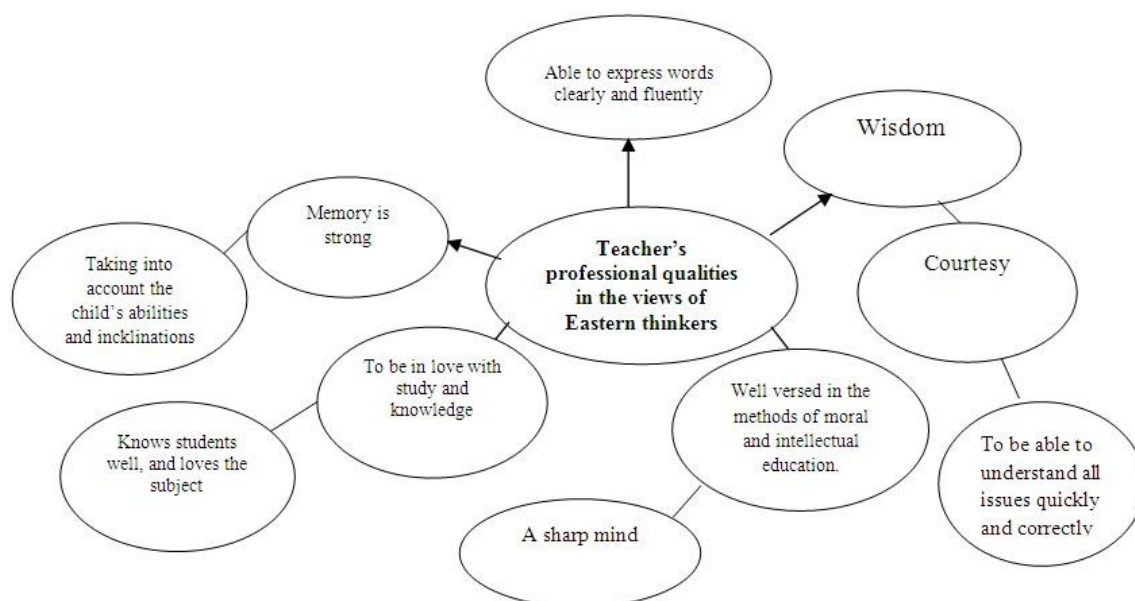 Able to express words
clearly and fluently
Wisdom
Memory is
strong
Teacher’s
professional qualities
in the views of
Eastern thinkers
Courtesy
Taking into
account the
child’s abilities
and incklinations
To be in love with
study and
knowledge
Well versed in the
methods of moral
and intellectual
education.
Knows students
well, and loves the
subject
To be able to
understand all
issues quickly
and correctly
A sharp mind